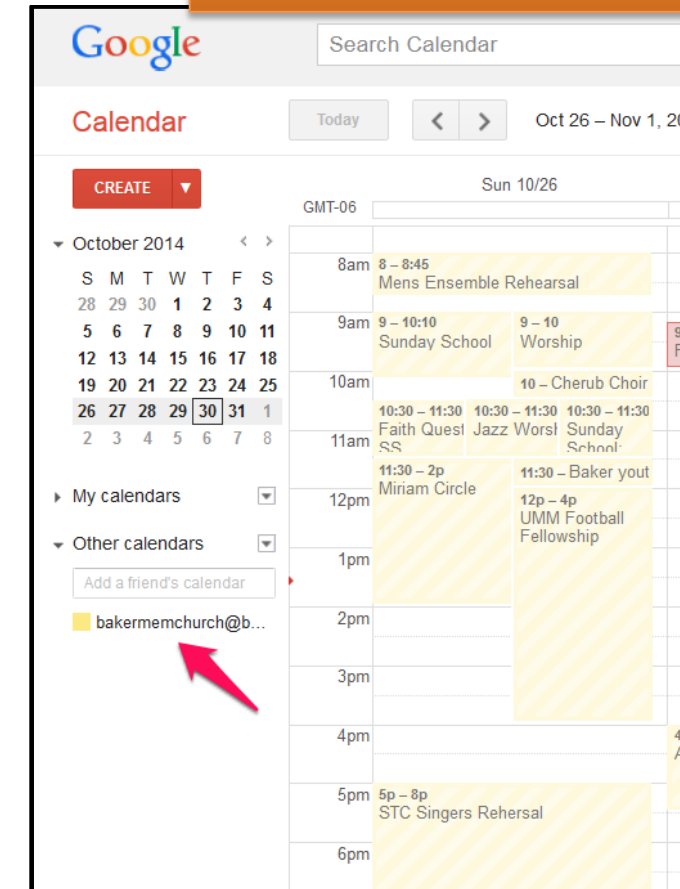 Google
Search Calendar
Calendar
Today
Oct 26 – Nov 1, 20
CREATE
Sun 10/26
GMT-06
October 2014
S M T W T F S
28 29 30 1 2 3 4
5 6 7 8 9 10 11
12 13 14 15 16 17 18
19 20 21 22 23 24 25
26 27 28 29 30 31 1
2 3 4 5 6 7 8
My calendars
Other calendars
Add a friend's calendar
bakermemchurch@b...
8am
8 – 8:45
Mens Ensemble Rehearsal
9am
9 – 10:10
Sunday School
9 – 10
Worship
9
F
10am
10 – Cherub Choir
10:30 – 11:30
Faith Quest
SS
10:30 – 11:30
Jazz Worsh
10:30 – 11:30
Sunday
School:
11am
11:30 – 2p
Miriam Circle
11:30 – Baker yout
12pm
12p – 4p
UMM Football
Fellowship
1pm
2pm
3pm
4pm
4
A
5pm
5p – 8p
STC Singers Rehersal
6pm